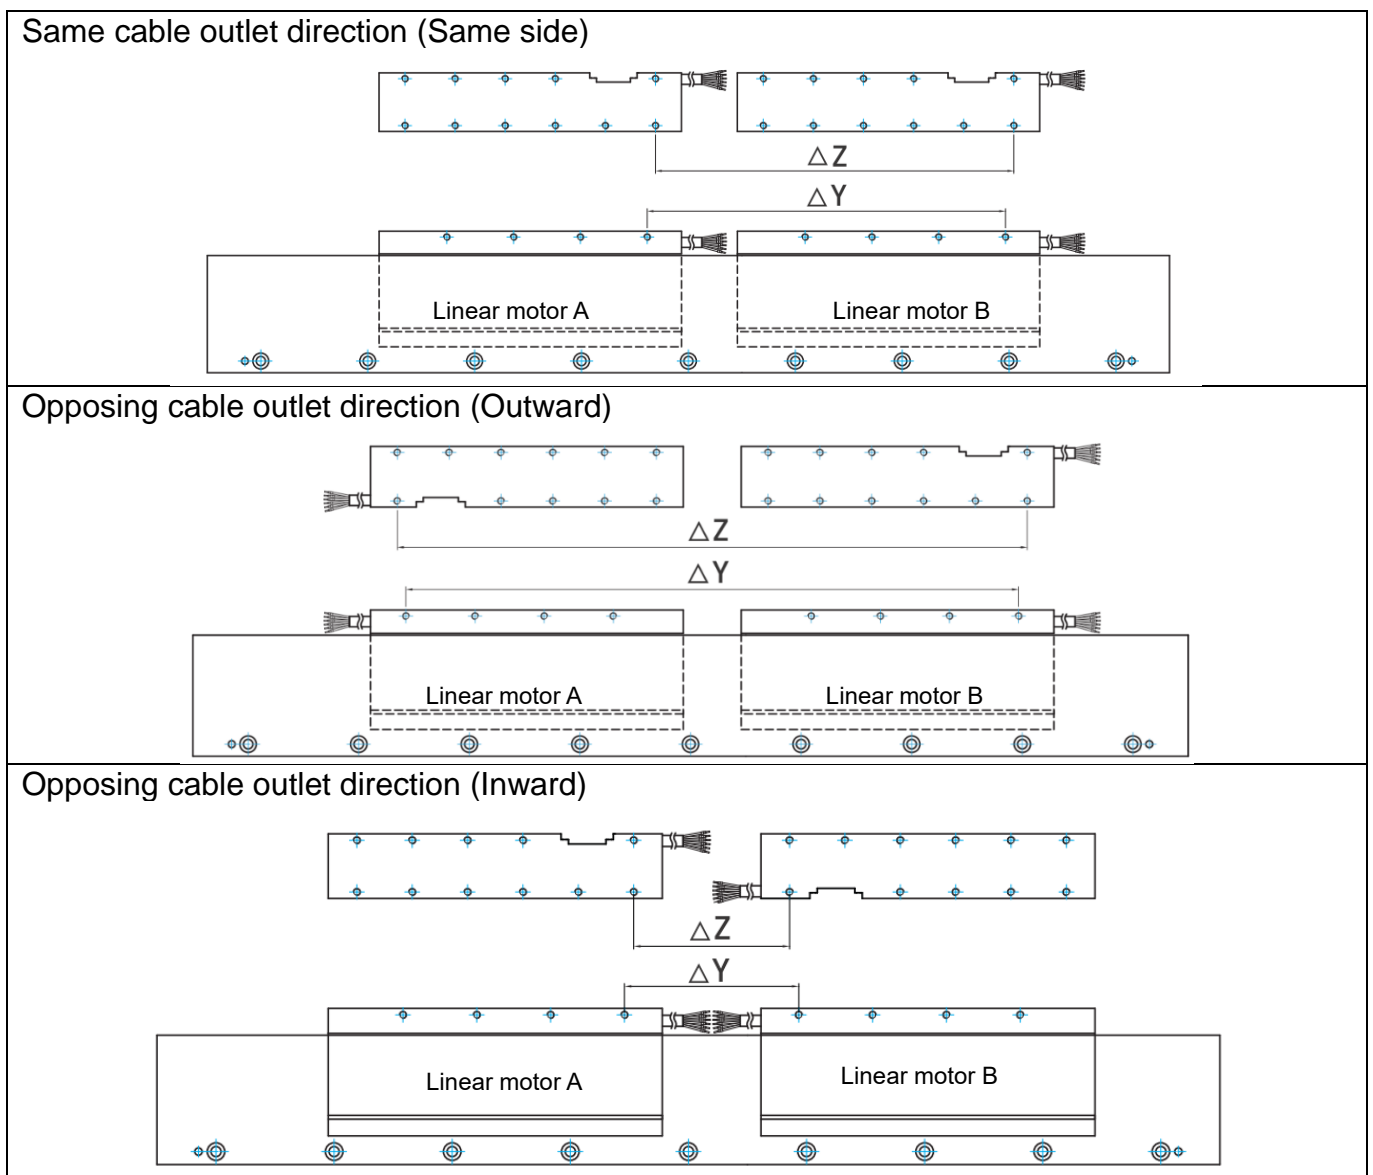 Same cable outlet direction (Same side)
△Z
△Y
Linear motor A
Linear motor B
Opposing cable outlet direction (Outward)
△Z
△Y
Linear motor A
Linear motor B
Opposing cable outlet direction (Inward)
△Z
△Y
Linear motor A
Linear motor B